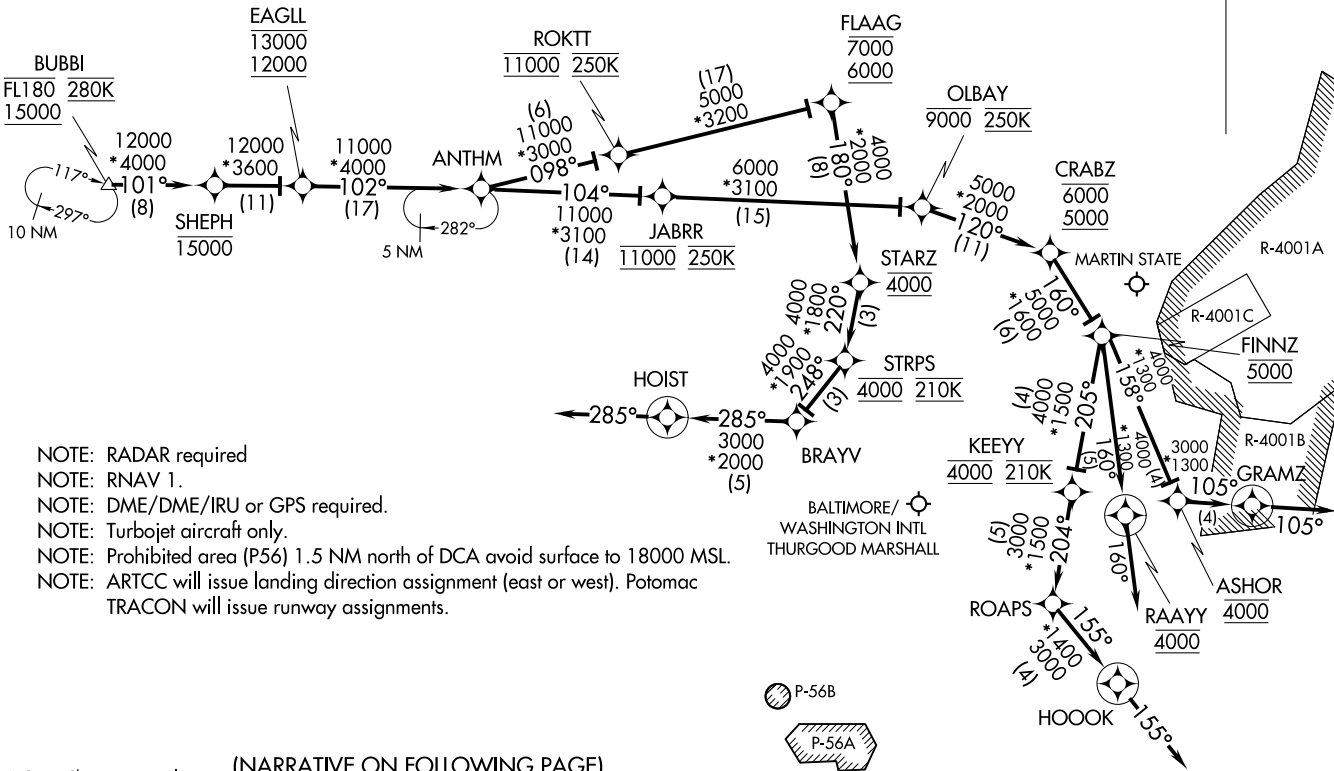 EAGLL
13000
12000
BUBBI
FL180 280K
15000
ROKTT
11000 250K
FLAAG
7000
6000
OLBAY
9000 250K
CRABZ
6000
5000
12000
*4000
101°
(8)
117°
297°
10 NM
SHEPH
15000
12000
*3600
(11)
11000
*4000
102°
(17)
ANTHM
282°
5 NM
(6)
11000
*3000
098°
(17)
5000
*3200
104°
11000
*3100
(14)
JABRR
11000 250K
6000
*3100
(15)
4000
*2000
180°
(8)
5000
*2000
120°
(11)
MARTIN STATE
R-4001A
R-4001C
R-4001B
160°
5000
*1600
(6)
FINNZ
5000
STARZ
4000
4000
*1800
220°
(3)
STRPS
4000 210K
4000
*1900
248°
(3)
HOIST
285°
285°
3000
*2000
(5)
BRAYV
(4)
4000
*1500
205°
KEEYY
4000 210K
(5)
*1300
160°
160°
4000
*1300
158°
4000
(4)
3000
*1300
105°
(4)
GRAMZ
105°
ASHOR
4000
RAAYY
4000
(5)
3000
*1500
204°
ROAPS
155°
*1400
3000
(4)
HOOOK
155°
BALTIMORE/
WASHINGTON INTL
THURGOOD MARSHALL
NOTE: RADAR required
NOTE: RNAV 1.
NOTE: DME/DME/IRU or GPS required.
NOTE: Turbojet aircraft only.
NOTE: Prohibited area (P56) 1.5 NM north of DCA avoid surface to 18000 MSL.
NOTE: ARTCC will issue landing direction assignment (east or west). Potomac
TRACON will issue runway assignments.
P-56B
P-56A
(NARRATIVE ON FOLLOWING PAGE)